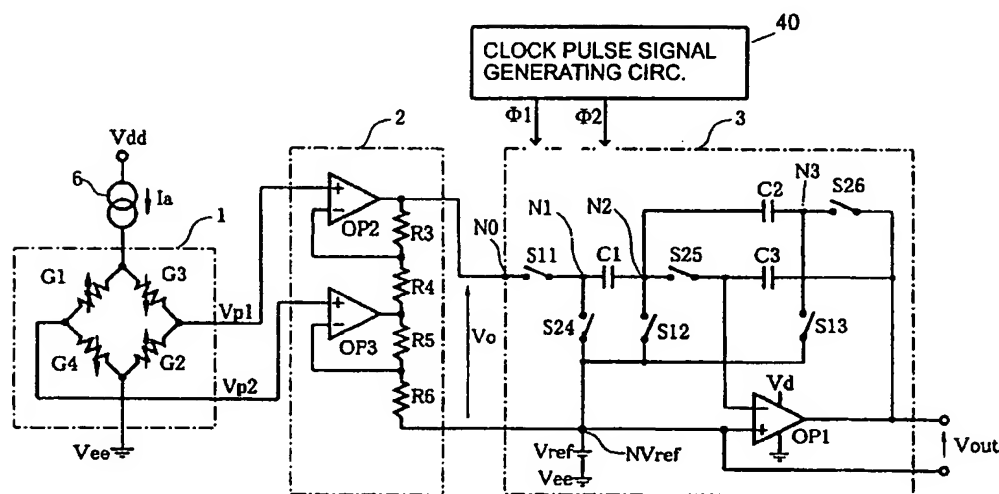 40
CLOCK PULSE SIGNAL
GENERATING CIRC.
Φ1 Φ2
2
3
Vdd
6
Ia
1
N3
C2 S26
OP2
N0 N1 N2
R3
S11 C1 S25 C3
G1 G3
R4
Vp1
OP3
Vo
S24 S12 S13
R5
G4 G2
Vp2
R6
Vd
OP1
Vee
Vref NVref
Vee
Vout